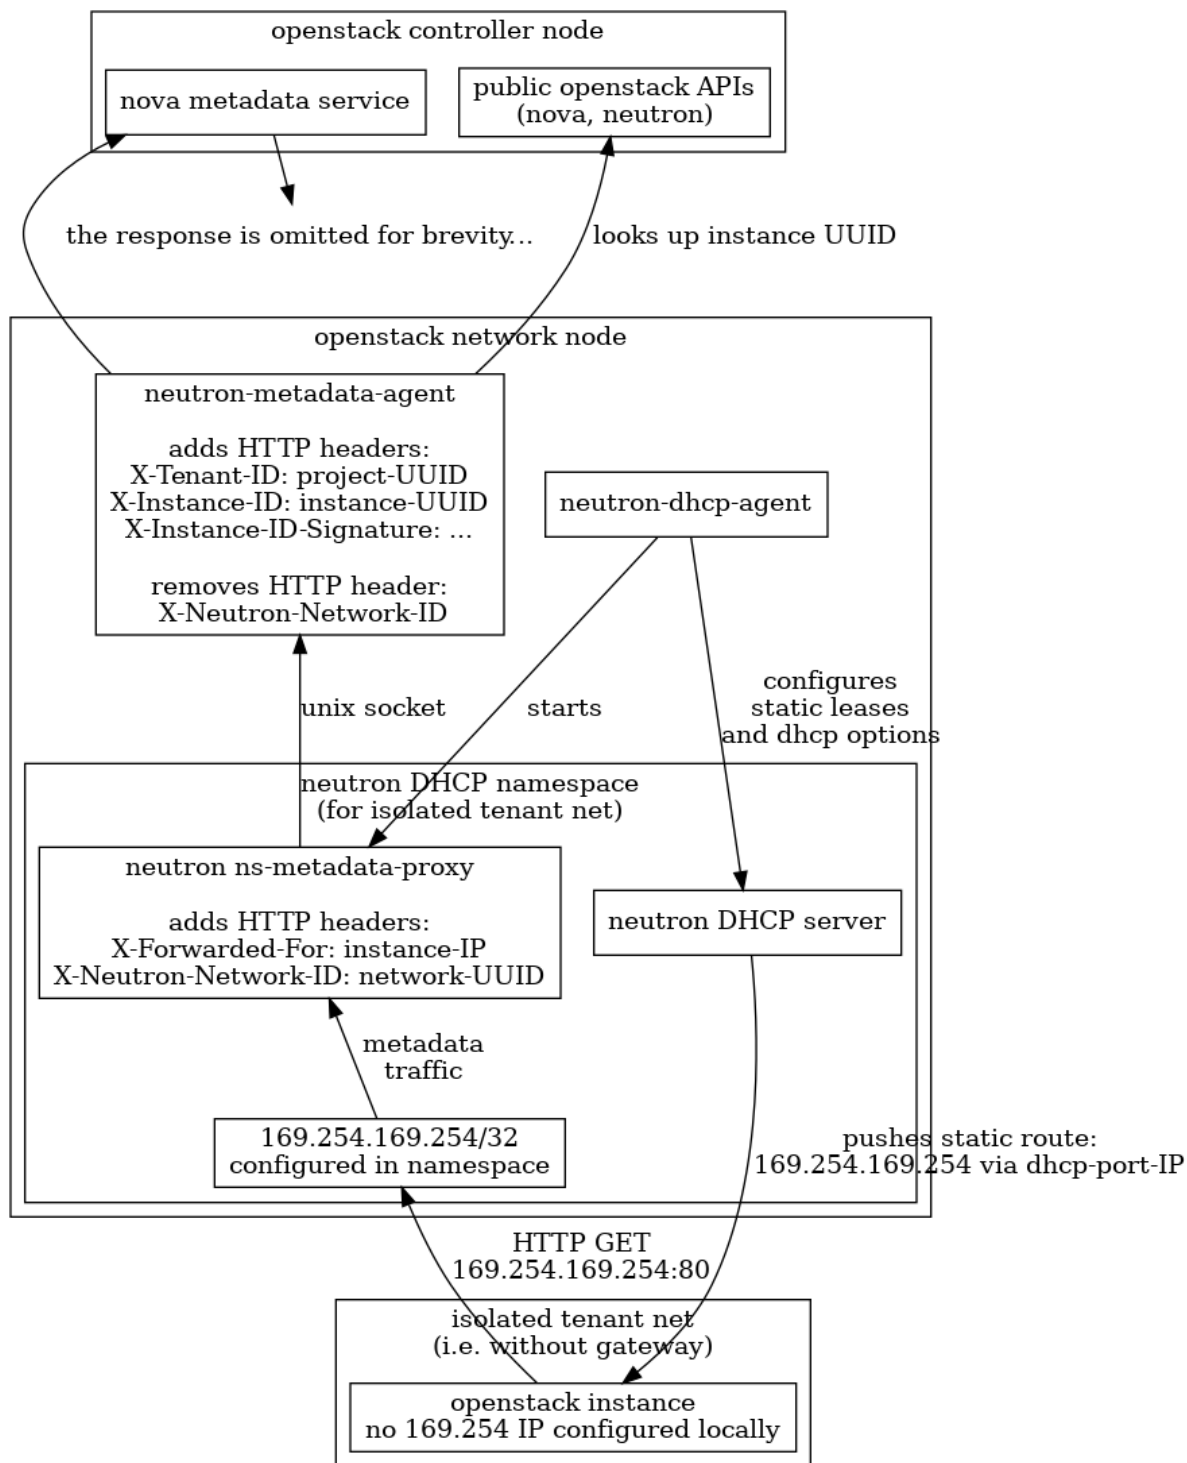 openstack controller node
nova metadata service
public openstack APIs
(nova, neutron)
the response is omitted for brevity...
looks up instance UUID
openstack network node
neutron-metadata-agent
adds HTTP headers:
X-Tenant-ID: project-UUID
X-Instance-ID: instance-UUID
X-Instance-ID-Signature: ...
removes HTTP header:
X-Neutron-Network-ID
neutron-dhcp-agent
unix socket
starts
configures
static leases
and dhcp options
neutron DHCP namespace
(for isolated tenant net)
neutron ns-metadata-proxy
adds HTTP headers:
X-Forwarded-For: instance-IP
X-Neutron-Network-ID: network-UUID
neutron DHCP server
metadata
traffic
169.254.169.254/32
configured in namespace
pushes static route:
169.254.169.254 via dhcp-port-IP
HTTP GET
169.254.169.254:80
isolated tenant net
(i.e. without gateway)
openstack instance
no 169.254 IP configured locally